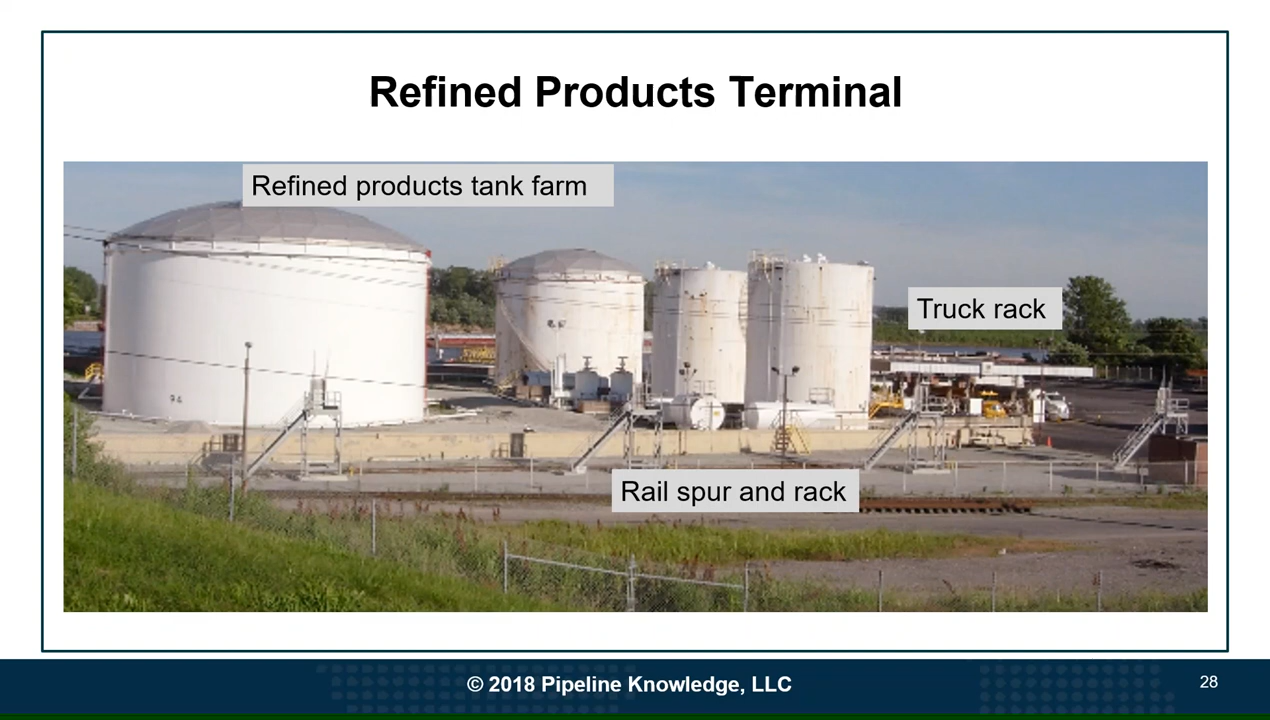 Refined Products Terminal
Refined products tank farm
Truck rack
Rail spur and rack
© 2018 Pipeline Knowledge, LLC
28